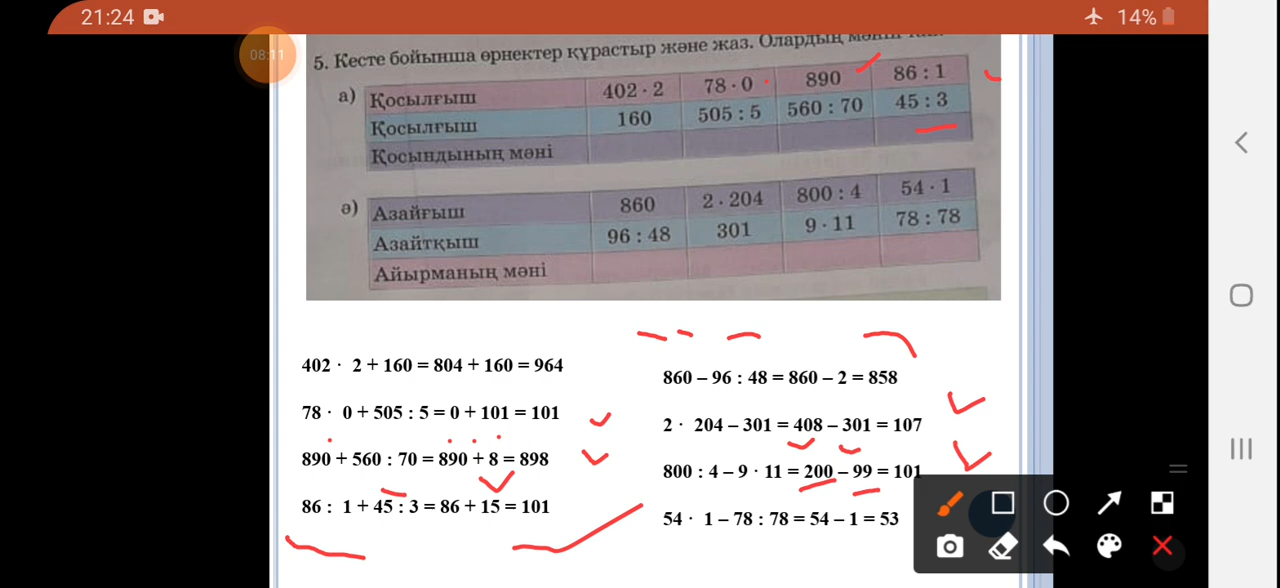 21:24
14%
08:11
5. Кесте бойынша өрнектер құрастыр және жаз. Олардың
а) Қосылғыш 402 · 2 78 · 0 890 86 : 1
Қосылғыш 160 505 : 5 560 : 70 45 : 3
Қосындының мәні
ә) Азайғыш 860 2 · 204 800 : 4 54 · 1
Азайтқыш 96 : 48 301 9 · 11 78 : 78
Айырманың мәні
402 · 2 + 160 = 804 + 160 = 964
78 · 0 + 505 : 5 = 0 + 101 = 101
890 + 560 : 70 = 890 + 8 = 898
86 : 1 + 45 : 3 = 86 + 15 = 101
860 – 96 : 48 = 860 – 2 = 858
2 · 204 – 301 = 408 – 301 = 107
800 : 4 – 9 · 11 = 200 – 99 = 101
54 · 1 – 78 : 78 = 54 – 1 = 53